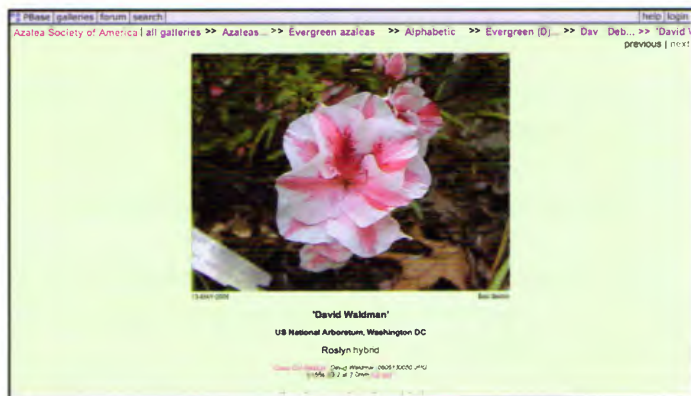 PBase galleries forum search help login
Azalea Society of America | all galleries >> Azaleas... >> Evergreen azaleas >> Alphabetic >> Evergreen (D)... >> Dav Deb... >> 'David W
previous | next
'David Waldman'
US National Arboretum, Washington DC
Roslyn hybrid